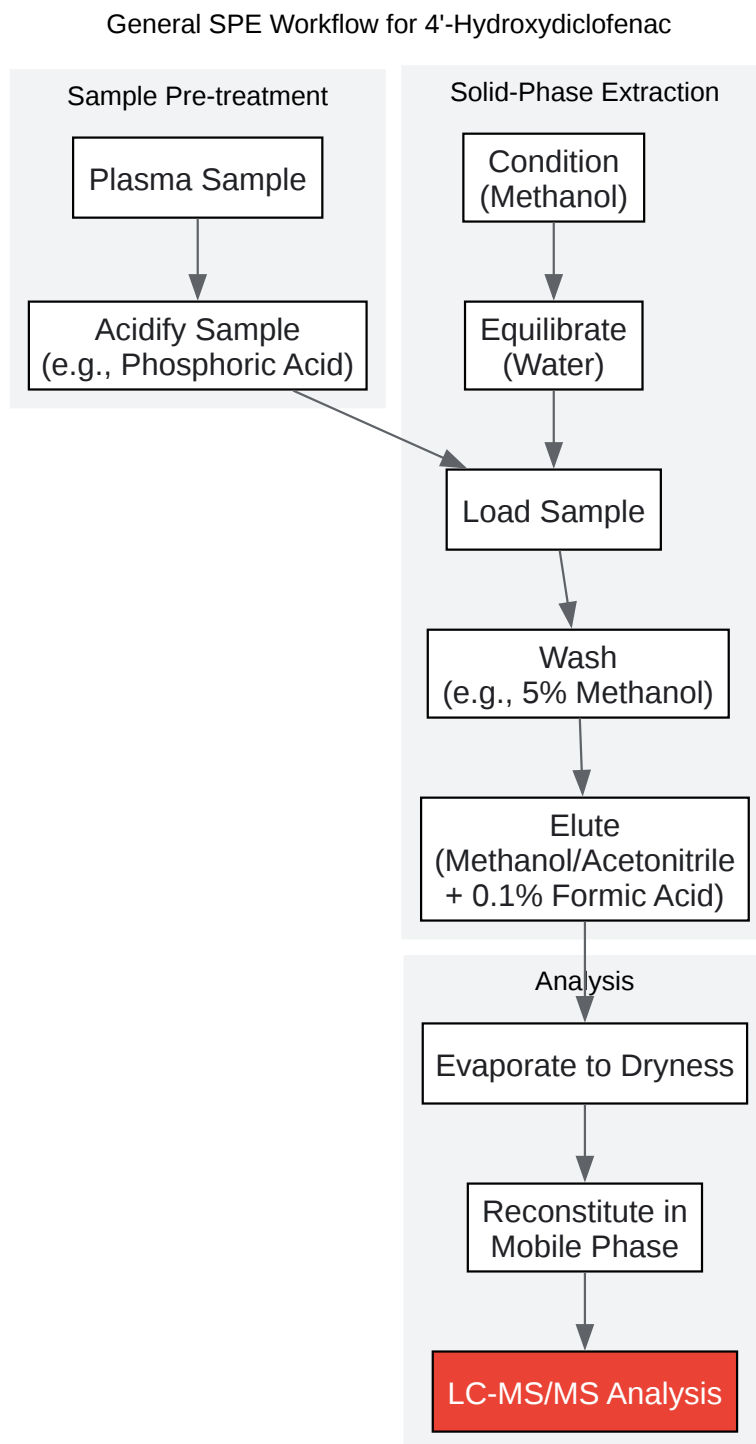 General SPE Workflow for 4'-Hydroxydiclofenac
Sample Pre-treatment
Plasma Sample
Acidify Sample
(e.g., Phosphoric Acid)
Solid-Phase Extraction
Condition
(Methanol)
Equilibrate
(Water)
Load Sample
Wash
(e.g., 5% Methanol)
Elute
(Methanol/Acetonitrile
+ 0.1% Formic Acid)
Analysis
Evaporate to Dryness
Reconstitute in
Mobile Phase
LC-MS/MS Analysis